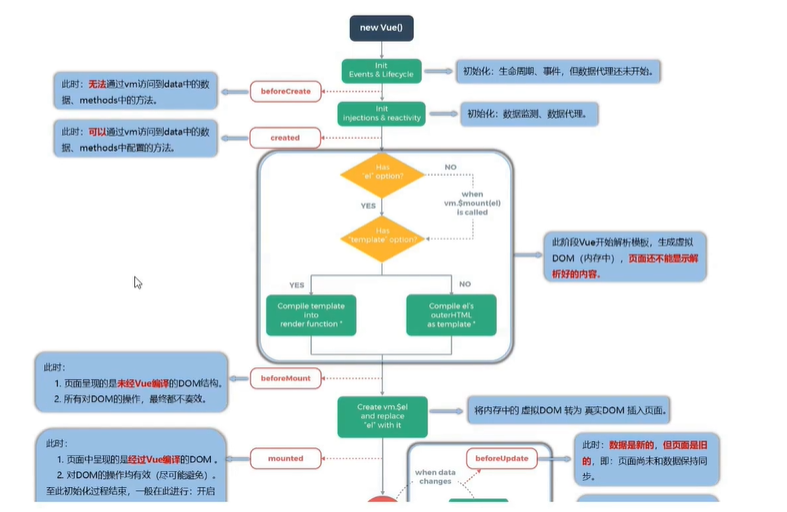 new Vue()
Init
Events & Lifecycle
初始化：生命周期、事件，但数据代理还未开始。
此时：无法通过vm访问到data中的数
据、methods中的方法。
beforeCreate
Init
injections & reactivity
初始化：数据监测、数据代理。
此时：可以通过vm访问到data中的数
据、methods中配置的方法。
created
Has
"el" option?
NO
when
vm.$mount(el)
is called
YES
Has
"template" option?
此阶段Vue开始解析模板，生成虚拟
DOM（内存中），页面还不能显示解
析好的内容。
YES
NO
Compile template
into
render function *
Compile el's
outerHTML
as template *
此时：
1. 页面呈现的是未经Vue编译的DOM结构。
2. 所有对DOM的操作，最终都不奏效。
beforeMount
Create vm.$el
and replace
"el" with it
将内存中的 虚拟DOM 转为 真实DOM 插入页面。
此时：
1. 页面中呈现的是经过Vue编译的DOM 。
2. 对DOM的操作均有效（尽可能避免）。
至此初始化过程结束，一般在此进行：开启
mounted
when data
changes
beforeUpdate
此时：数据是新的，但页面是旧
的，即：页面尚未和数据保持同
步。